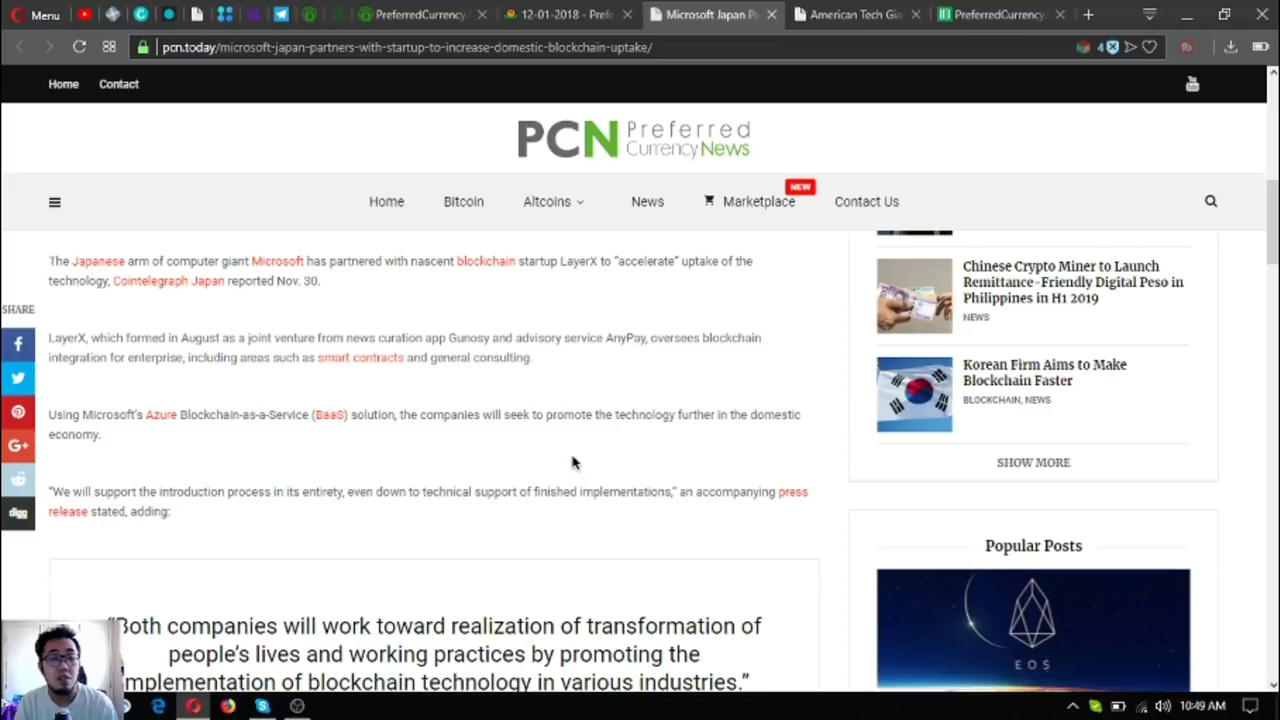 Menu
PreferredCurrency.
12-01-2018 - Prefe
Microsoft Japan Pa
American Tech Gia
PreferredCurrency.
pcn.today/microsoft-japan-partners-with-startup-to-increase-domestic-blockchain-uptake/
4
Home
Contact
PCN Preferred
CurrencyNews
NEW
Home
Bitcoin
Altcoins
News
Marketplace
Contact Us
The Japanese arm of computer giant Microsoft has partnered with nascent blockchain startup LayerX to “accelerate” uptake of the
technology, Cointelegraph Japan reported Nov. 30.
SHARE
LayerX, which formed in August as a joint venture from news curation app Gunosy and advisory service AnyPay, oversees blockchain
integration for enterprise, including areas such as smart contracts and general consulting.
Using Microsoft’s Azure Blockchain-as-a-Service (BaaS) solution, the companies will seek to promote the technology further in the domestic
economy.
“We will support the introduction process in its entirety, even down to technical support of finished implementations,” an accompanying press
release stated, adding:
“Both companies will work toward realization of transformation of
people’s lives and working practices by promoting the
implementation of blockchain technology in various industries.”
Chinese Crypto Miner to Launch
Remittance-Friendly Digital Peso in
Philippines in H1 2019
NEWS
Korean Firm Aims to Make
Blockchain Faster
BLOCKCHAIN, NEWS
SHOW MORE
Popular Posts
EOS
digg
10:49 AM